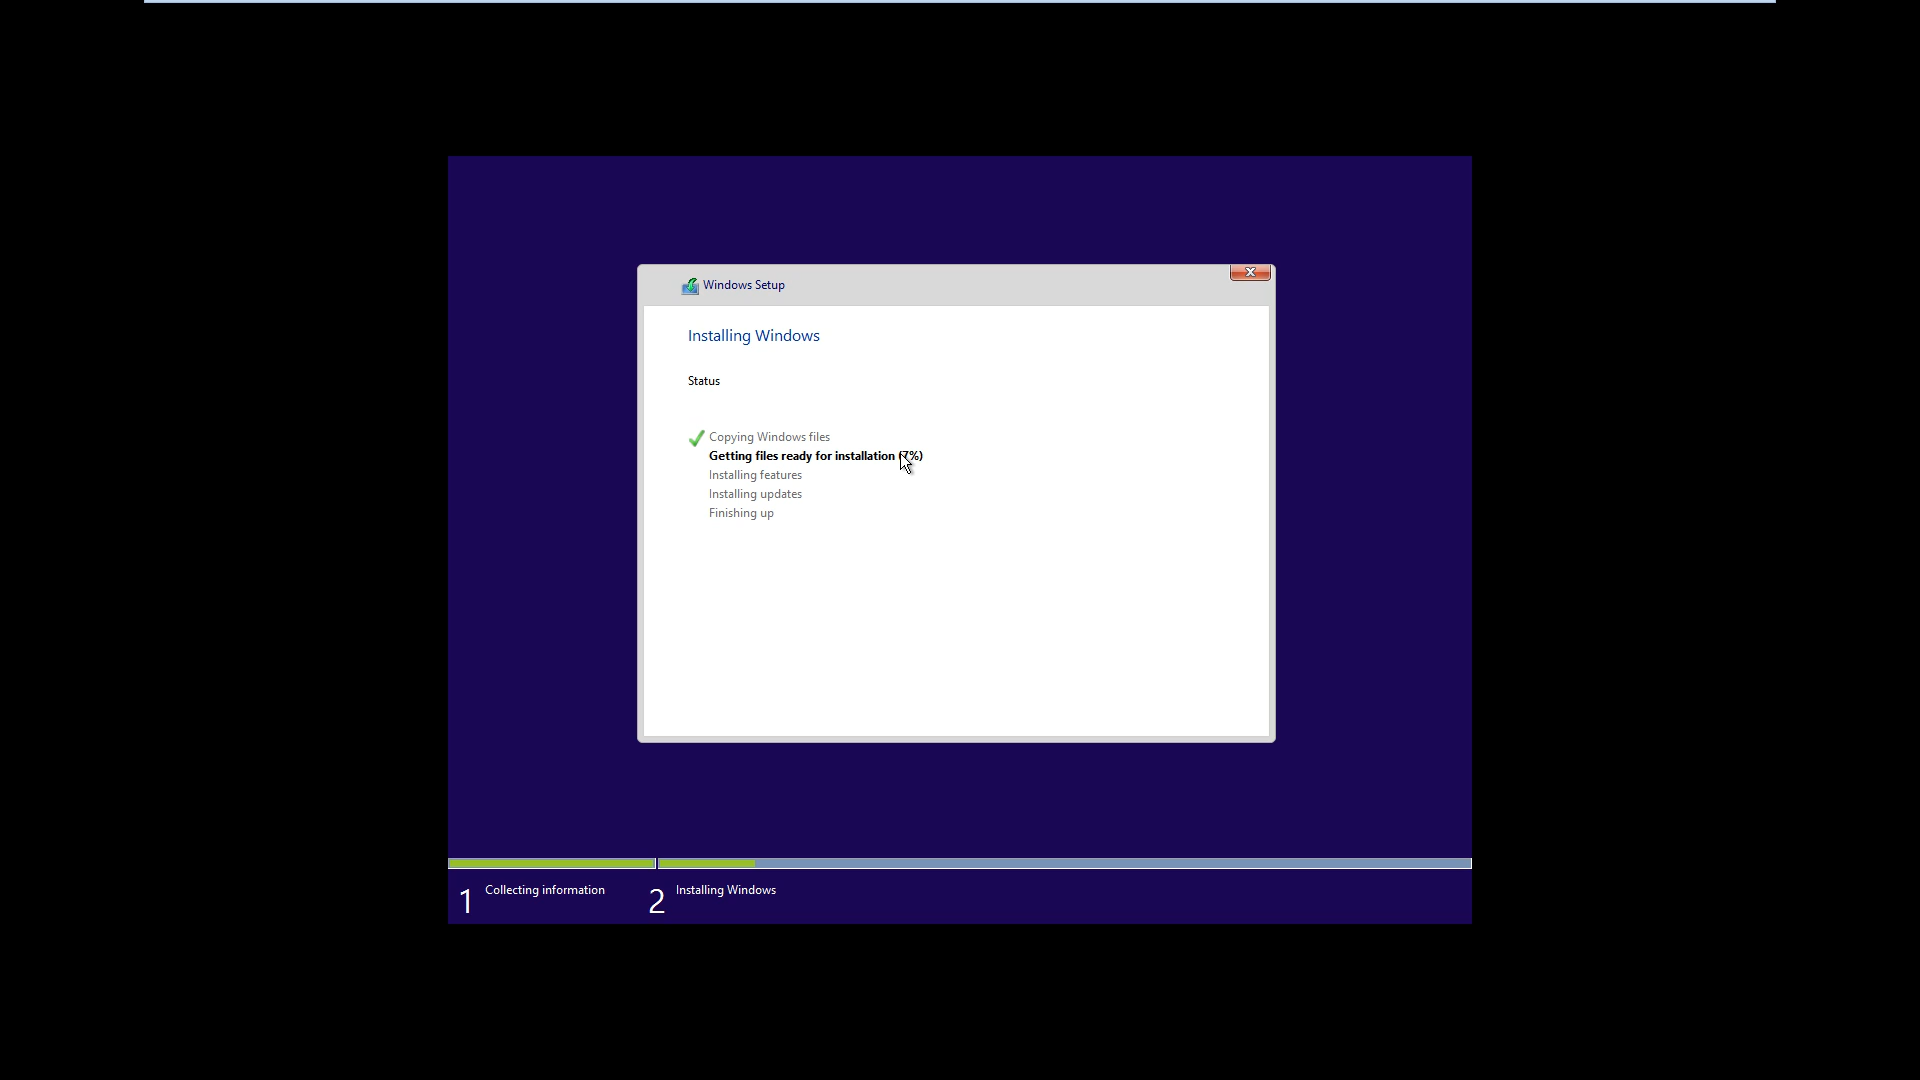 Windows Setup
Installing Windows
Status
Copying Windows files
Getting files ready for installation (7%)
Installing features
Installing updates
Finishing up
1 Collecting information
2 Installing Windows